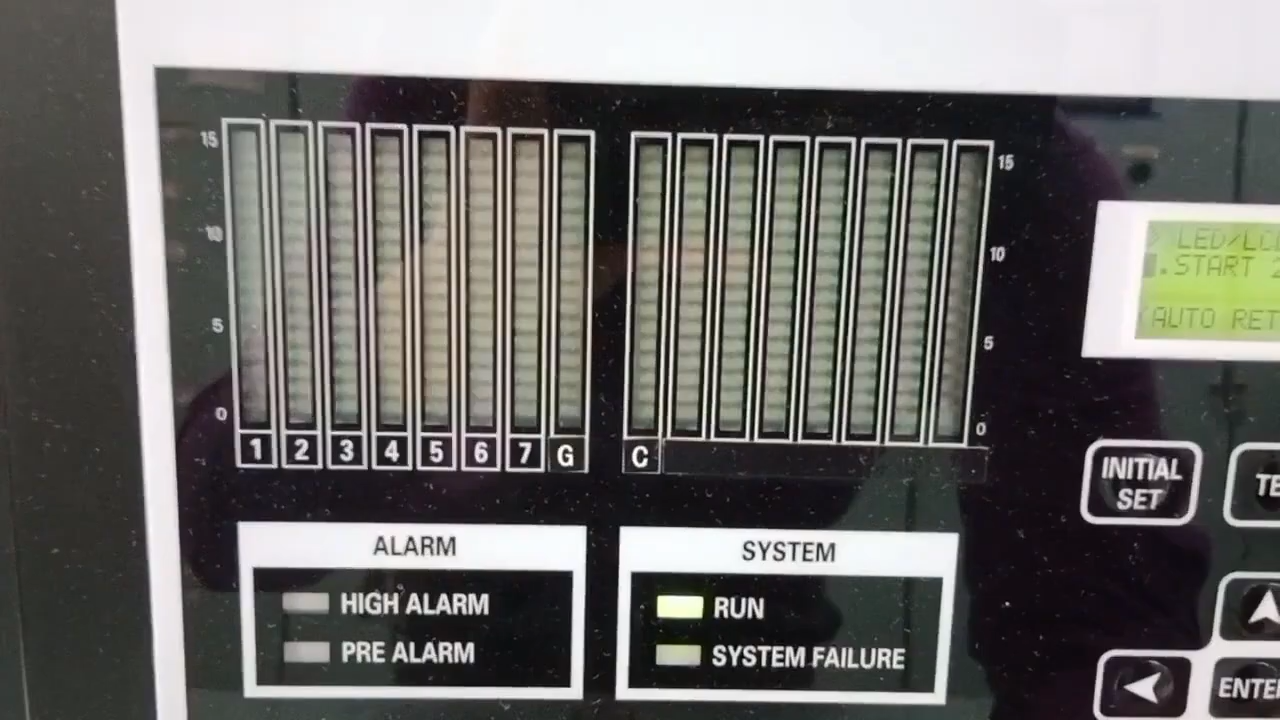 15
10
5
0
1 2 3 4 5 6 7 G
C
15
10
5
0
LED/LC
.START
AUTO RET
INITIAL
SET
TE
ALARM
HIGH ALARM
PRE ALARM
SYSTEM
RUN
SYSTEM FAILURE
ENTE